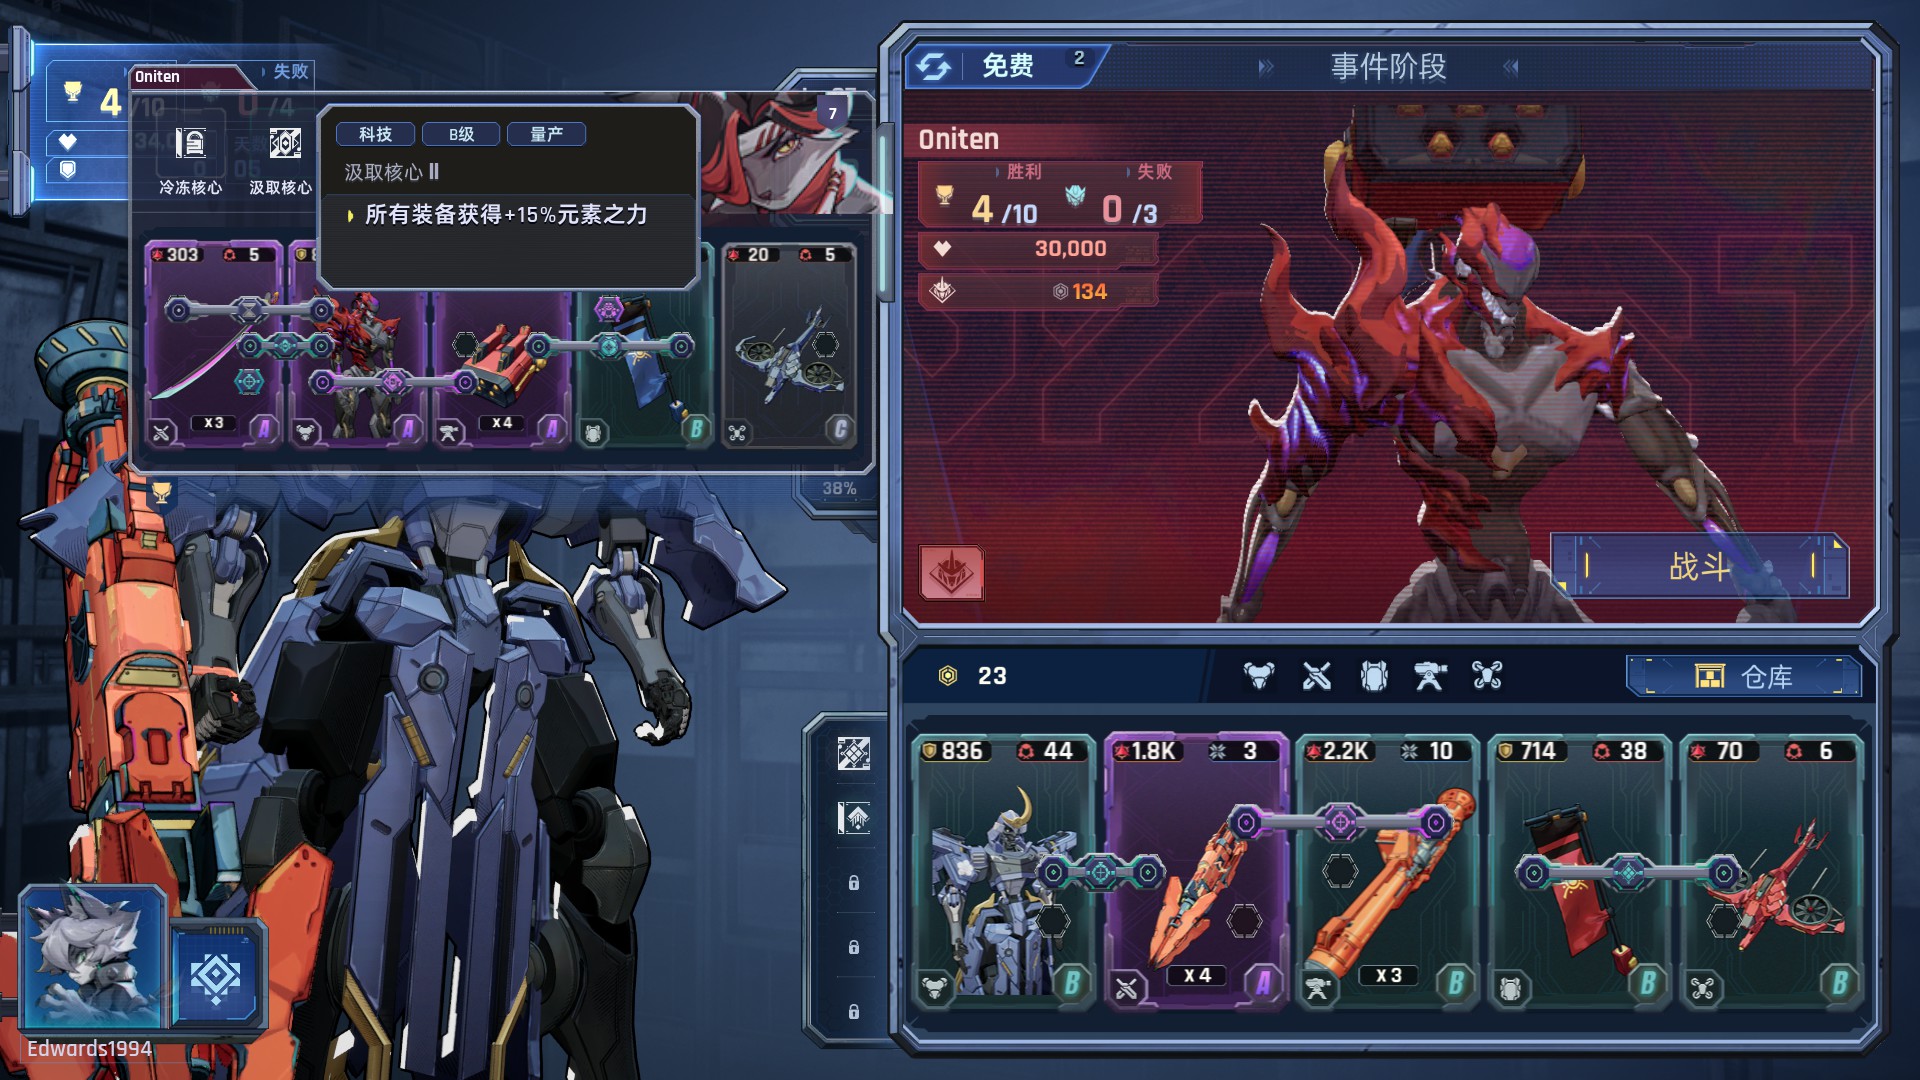 Oniten
失败
4
/10
0
/4
冷冻核心
汲取核心
科技
B级
量产
汲取核心 II
所有装备获得+15%元素之力
7
303
5
20
5
x3
A
A
x4
A
B
C
38%
免费
2
事件阶段
Oniten
胜利
失败
4 /10
0 /3
30,000
134
战斗
23
仓库
836
44
1.8K
3
2.2K
10
714
38
70
6
B
x4
A
x3
B
B
B
Edwards1994